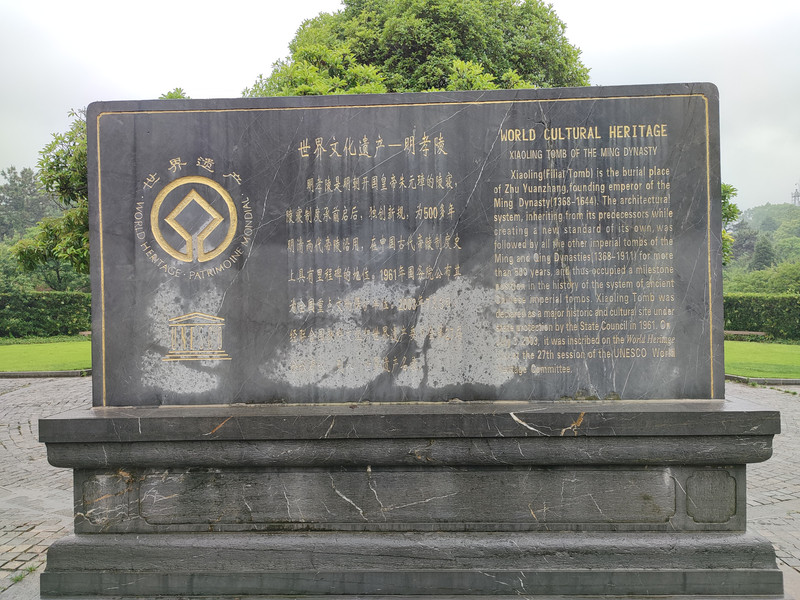 世界遗产
WORLD HERITAGE · PATRIMOINE MONDIAL
世界文化遗产—明孝陵
明孝陵是明朝开国皇帝朱元璋的陵寝,
陵寝制度承前启后,独创新规,为500多年
明清两代帝陵沿用,在中国古代帝陵制度史
上具有里程碑的地位。1961年国务院公布其
WORLD CULTURAL HERITAGE
XIAOLING TOMB OF THE MING DYNASTY
Xiaoling(Filial Tomb) is the burial place
of Zhu Yuanzhang,founding emperor of the
Ming Dynasty(1368-1644). The architectural
system, inheriting from its predecessors while
creating a new standard of its own, was
followed by all the other imperial tombs of the
Ming and Qing Dynasties(1368-1911) for more
than 500 years, and thus occupied a milestone
position in the history of the system of ancient
imperial tombs. Xiaoling Tomb was
declared as a major historic and cultural site under
state protection by the State Council in 1961. On
2003, it was inscribed on the World Heritage
the 27th session of the UNESCO World
Heritage Committee.